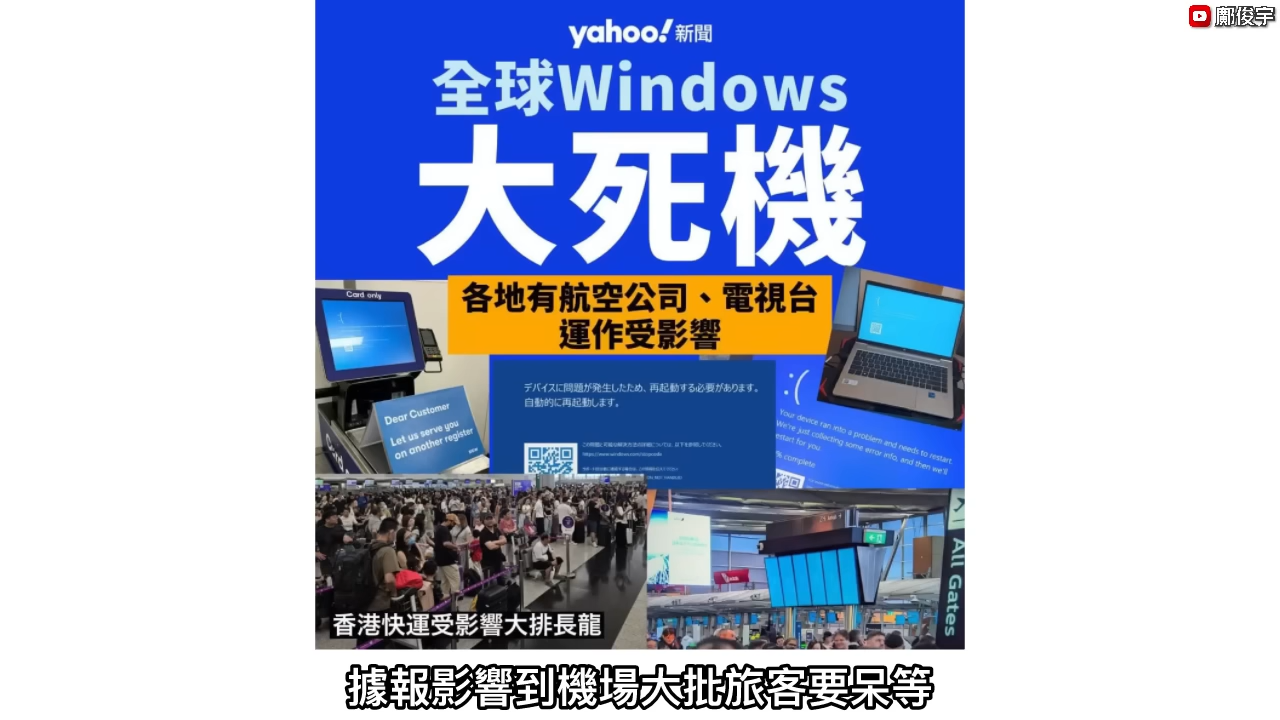 鄺俊宇
yahoo!新聞
全球Windows
大死機
各地有航空公司、電視台
運作受影響
Card only
Dear Customer
Let us serve you
on another register
デバイスに問題が発生したため、再起動する必要があります。
自動的に再起動します。
:(
Your device ran into a problem and needs to restart.
We're just collecting some error info, and then we'll
restart for you.
% complete
All Gates
香港快運受影響大排長龍
據報影響到機場大批旅客要呆等